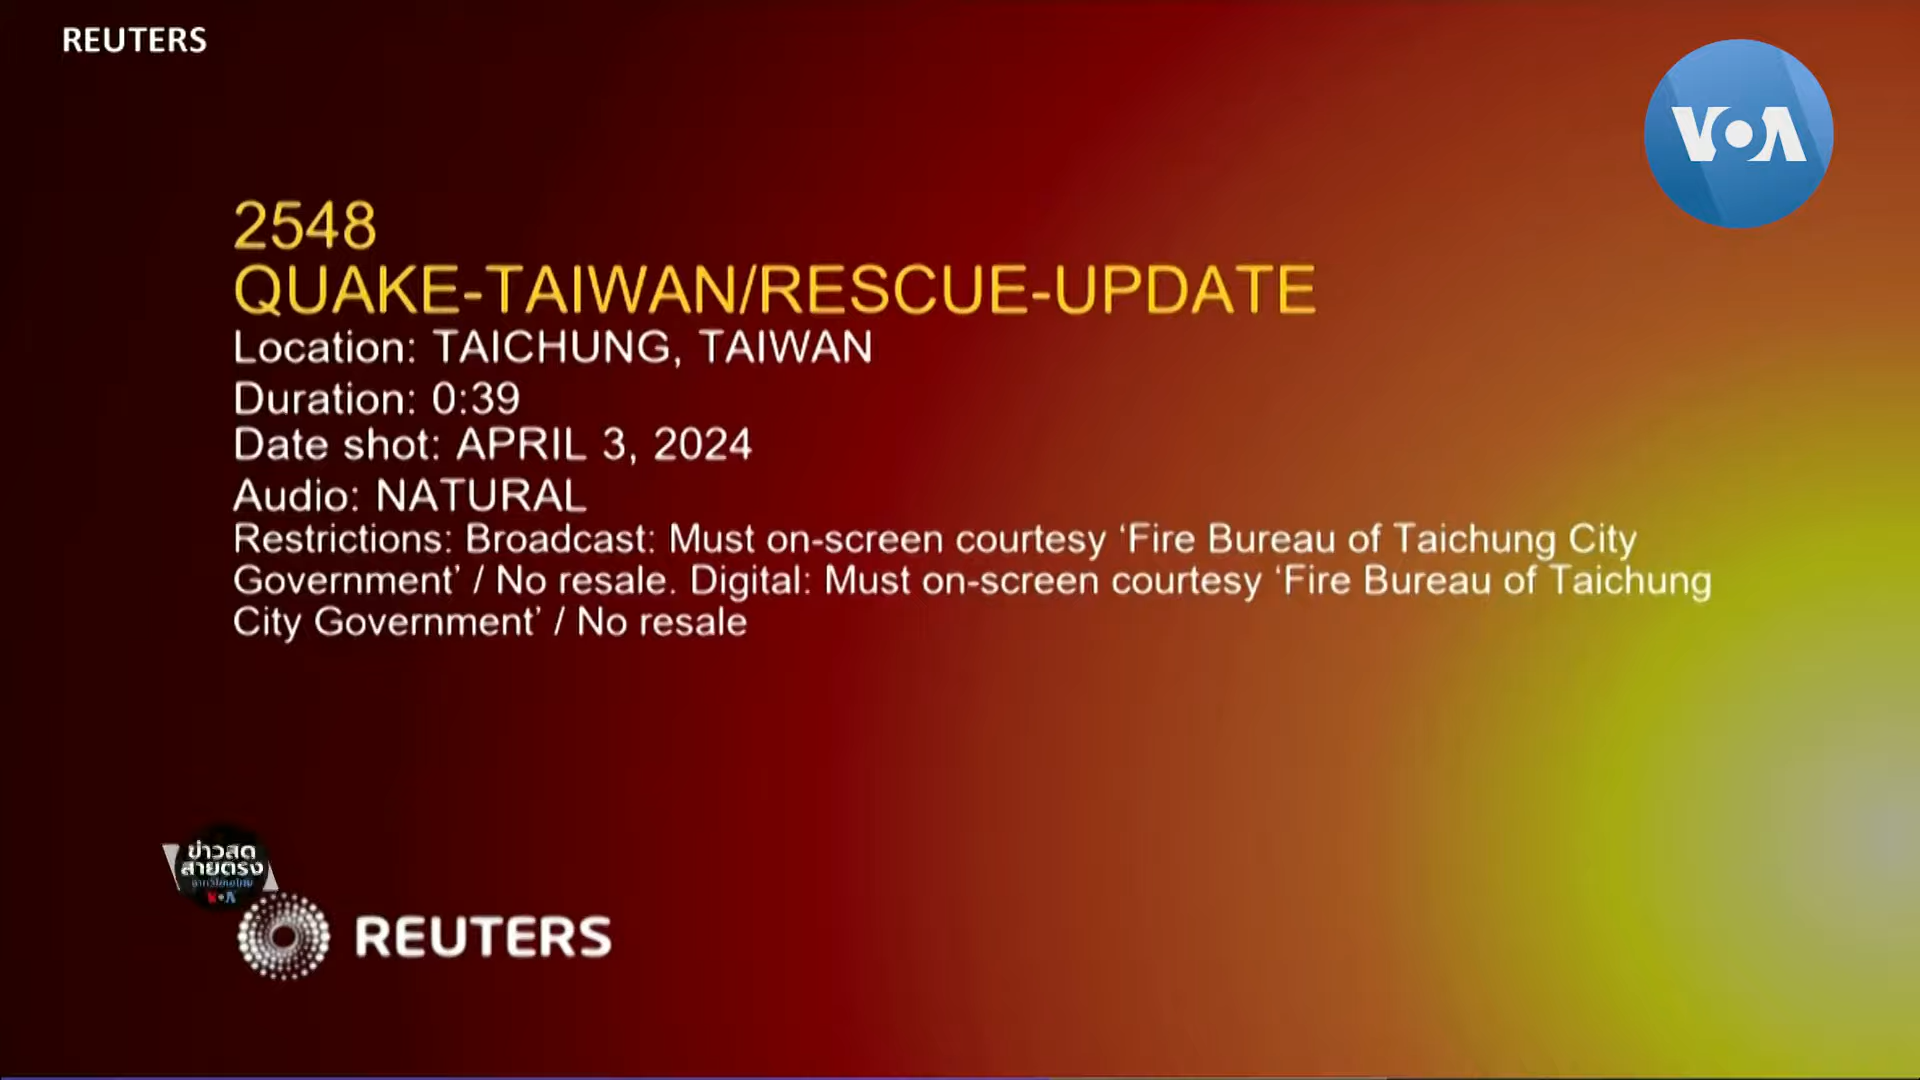 REUTERS
VOA
2548
QUAKE-TAIWAN/RESCUE-UPDATE
Location: TAICHUNG, TAIWAN
Duration: 0:39
Date shot: APRIL 3, 2024
Audio: NATURAL
Restrictions: Broadcast: Must on-screen courtesy ‘Fire Bureau of Taichung City
Government’ / No resale. Digital: Must on-screen courtesy ‘Fire Bureau of Taichung
City Government’ / No resale
ข่าวสด
สายตรง
VOA
REUTERS